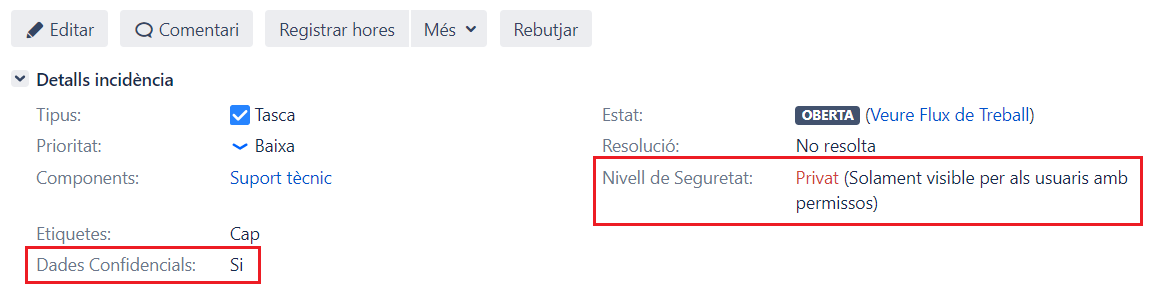 Editar Comentari Registrar hores Més Rebutjar
Detalls incidència
Tipus: Tasca Estat: OBERTA (Veure Flux de Treball)
Prioritat: Baixa Resolució: No resolta
Components: Suport tècnic Nivell de Seguretat: Privat (Solament visible per als usuaris amb
permissos)
Etiquetes: Cap
Dades Confidencials: Si